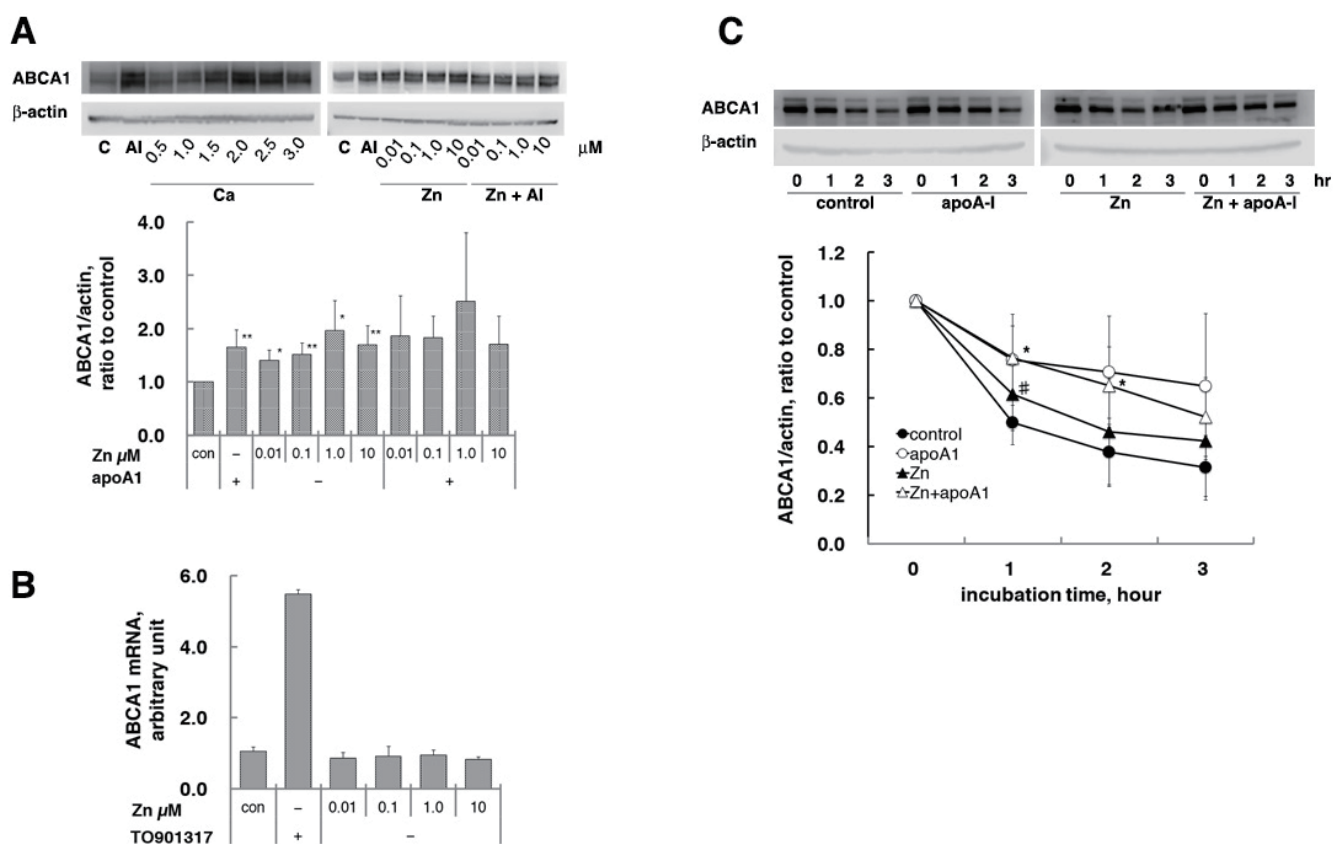 A
ABCA1
β-actin
C AI 0.5 1.0 1.5 2.0 2.5 3.0 C AI 0.01 0.1 1.0 10 0.01 0.1 1.0 10 μM
Ca Zn Zn + AI
4.0
3.0
2.0
1.0
0.0
ABCA1/actin,
ratio to control
** * ** * **
Zn μM con – 0.01 0.1 1.0 10 0.01 0.1 1.0 10
apoA1 + – +
B
6.0
4.0
2.0
0.0
ABCA1 mRNA,
arbitrary unit
Zn μM con – 0.01 0.1 1.0 10
TO901317 + –
C
ABCA1
β-actin
0 1 2 3 0 1 2 3 0 1 2 3 0 1 2 3 hr
control apoA-I Zn Zn + apoA-I
1.2
1.0
0.8
0.6
0.4
0.2
0.0
ABCA1/actin, ratio to control
*
#
*
control
apoA1
Zn
Zn+apoA1
0 1 2 3
incubation time, hour